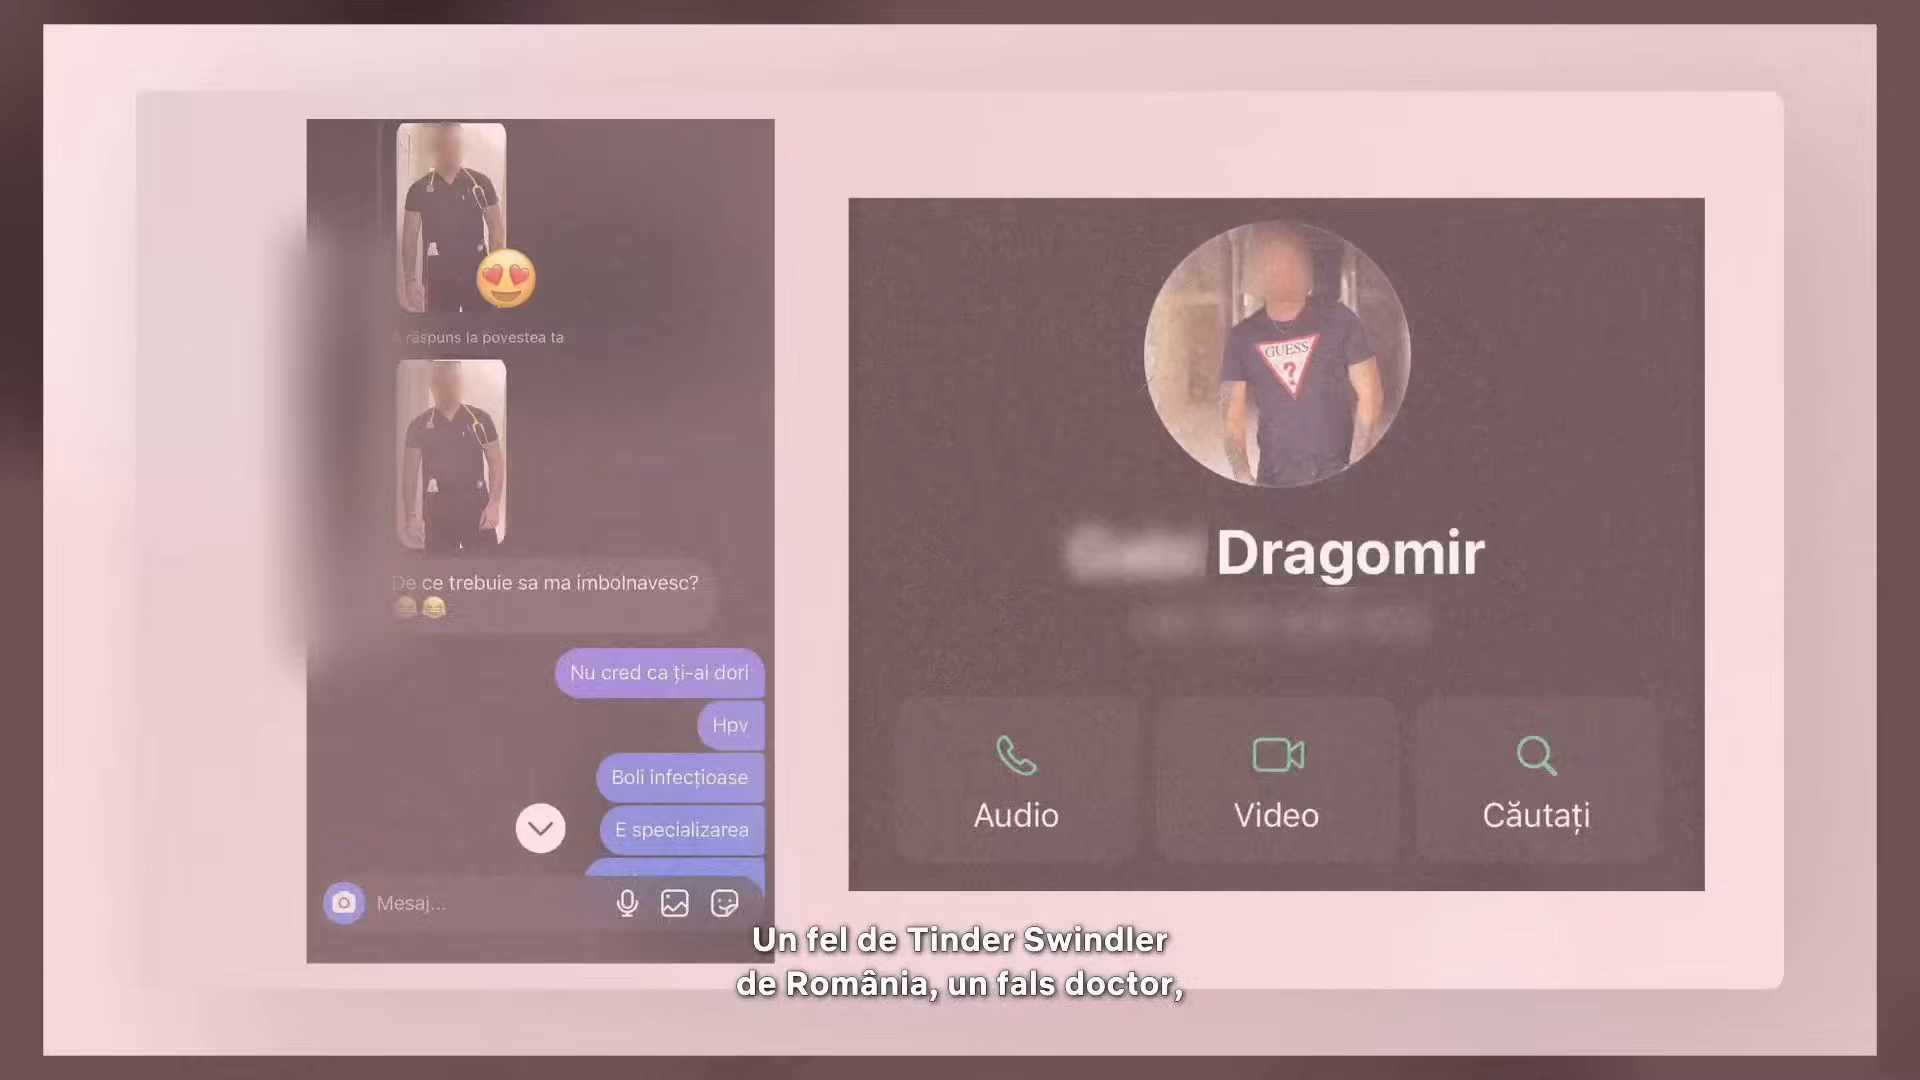 A răspuns la povestea ta
De ce trebuie sa ma imbolnavesc?
Nu cred ca ți-ai dori
Hpv
Boli infecțioase
E specializarea
Mesaj...
GUESS
?
Dragomir
Audio
Video
Căutați
Un fel de Tinder Swindler
de România, un fals doctor,